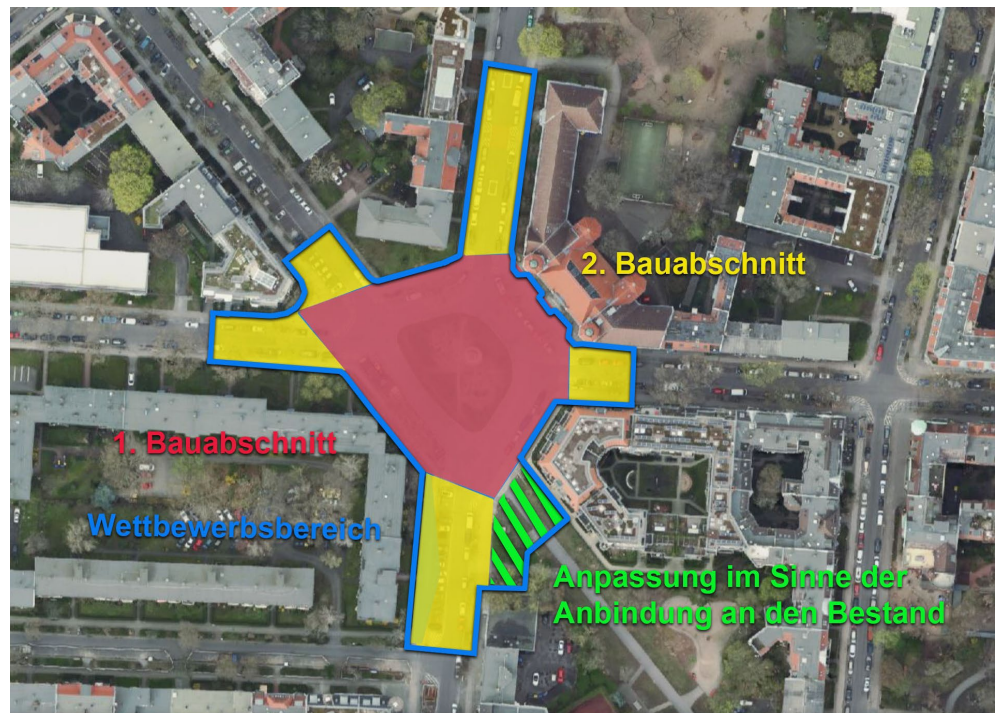 2. Bauabschnitt
1. Bauabschnitt
Wettbewerbsbereich
Anpassung im Sinne der
Anbindung an den Bestand